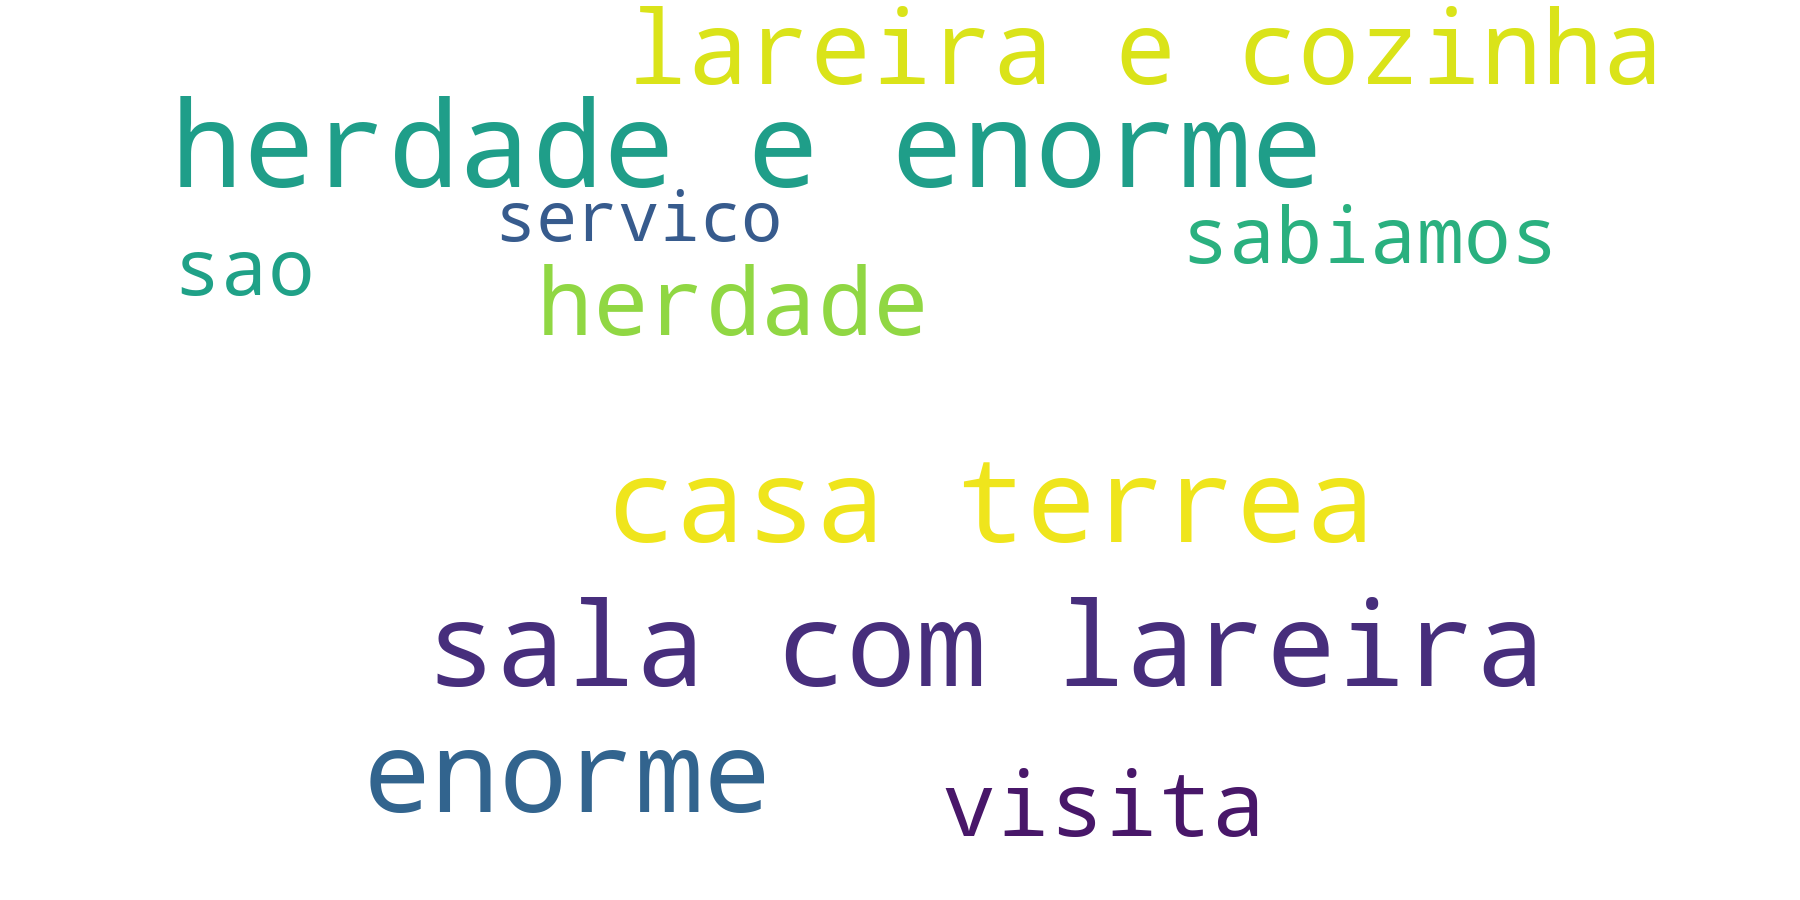 lareira e cozinha
herdade e enorme
servico
sabiamos
sao
herdade
casa terrea
sala com lareira
enorme
visita